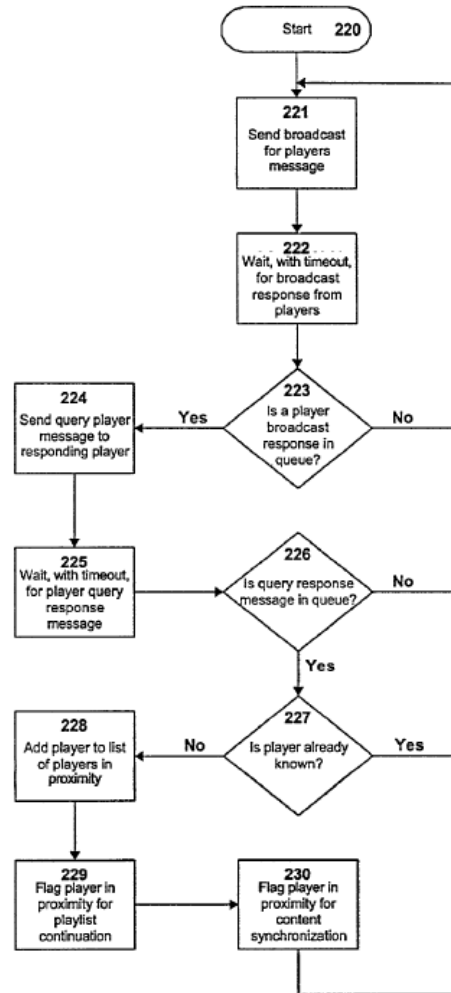 Start 220
221
Send broadcast
for players
message
222
Wait, with timeout,
for broadcast
response from
players
223
Is a player
broadcast
response in
queue?
Yes
No
224
Send query player
message to
responding player
225
Wait, with timeout,
for player query
response
message
226
Is query response
message in queue?
No
Yes
227
Is player already
known?
No
Yes
228
Add player to list
of players in
proximity
229
Flag player in
proximity for
playlist
continuation
230
Flag player in
proximity for
content
synchronization